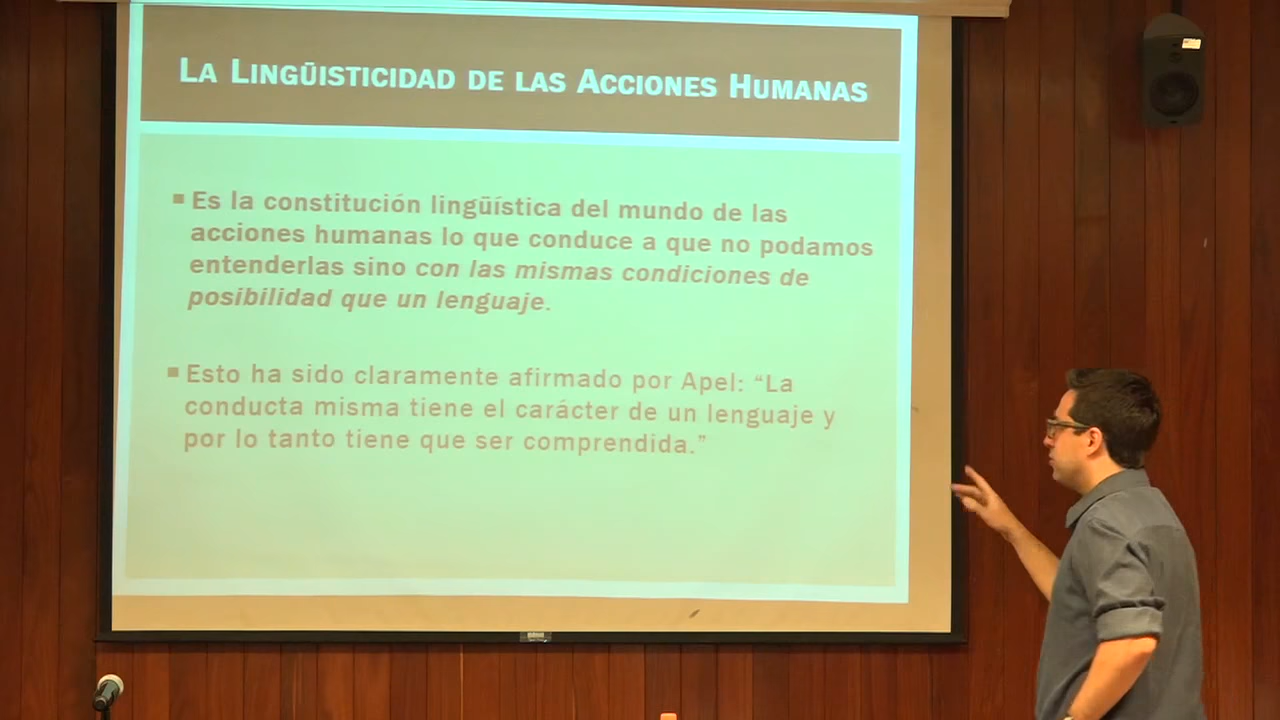 LA LINGÜISTICIDAD DE LAS ACCIONES HUMANAS
▪ Es la constitución lingüística del mundo de las
acciones humanas lo que conduce a que no podamos
entenderlas sino con las mismas condiciones de
posibilidad que un lenguaje.
▪ Esto ha sido claramente afirmado por Apel: “La
conducta misma tiene el carácter de un lenguaje y
por lo tanto tiene que ser comprendida.”